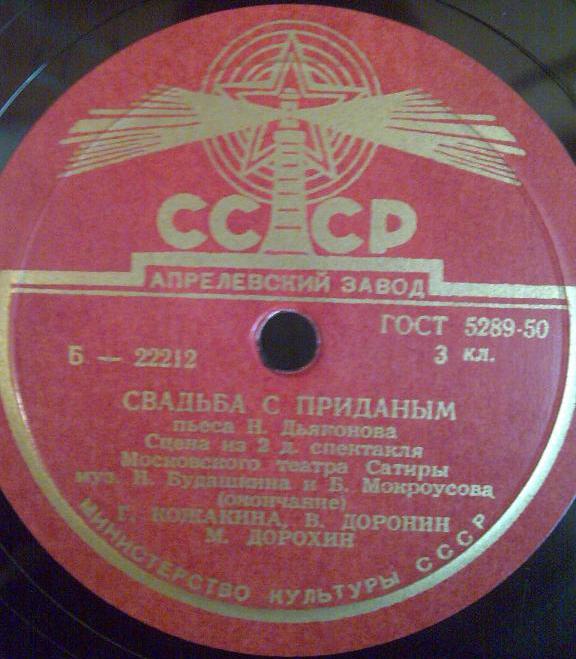 СССР
АПРЕЛЕВСКИЙ ЗАВОД
ГОСТ 5289-50
Б — 22212
3 кл.
СВАДЬБА С ПРИДАНЫМ
пьеса Н. Дьяконова
Сцена из 2 д. спектакля
Московского театра Сатиры
муз. Н. Будашкина и Б. Мокроусова
(окончание)
Г. КОЖАКИНА, В. ДОРОНИН
М. ДОРОХИН
МИНИСТЕРСТВО КУЛЬТУРЫ СССР